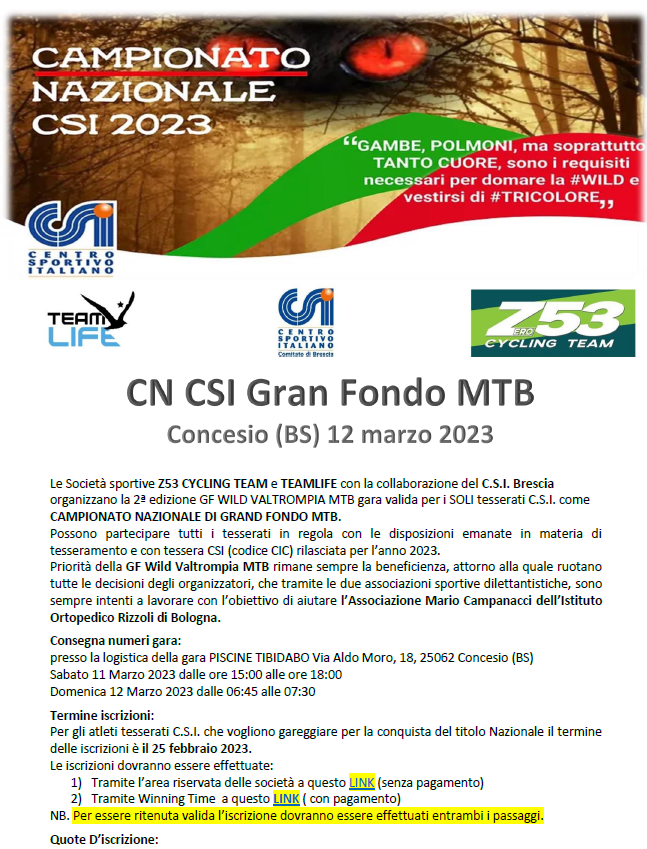 CAMPIONATO
NAZIONALE
CSI 2023
“GAMBE, POLMONI, ma soprattutto
TANTO CUORE, sono i requisiti
necessari per domare la #WILD e
vestirsi di #TRICOLORE„
CSI
CENTRO
SPORTIVO
ITALIANO
TEAM
LIFE
CSI
CENTRO
SPORTIVO
ITALIANO
Comitato di Brescia
Z53
ERO
CYCLING TEAM
CN CSI Gran Fondo MTB
Concesio (BS) 12 marzo 2023
Le Società sportive Z53 CYCLING TEAM e TEAMLIFE con la collaborazione del C.S.I. Brescia
organizzano la 2ª edizione GF WILD VALTROMPIA MTB gara valida per i SOLI tesserati C.S.I. come
CAMPIONATO NAZIONALE DI GRAND FONDO MTB.
Possono partecipare tutti i tesserati in regola con le disposizioni emanate in materia di
tesseramento e con tessera CSI (codice CIC) rilasciata per l’anno 2023.
Priorità della GF Wild Valtrompia MTB rimane sempre la beneficienza, attorno alla quale ruotano
tutte le decisioni degli organizzatori, che tramite le due associazioni sportive dilettantistiche, sono
sempre intenti a lavorare con l’obiettivo di aiutare l’Associazione Mario Campanacci dell’Istituto
Ortopedico Rizzoli di Bologna.
Consegna numeri gara:
presso la logistica della gara PISCINE TIBIDABO Via Aldo Moro, 18, 25062 Concesio (BS)
Sabato 11 Marzo 2023 dalle ore 15:00 alle ore 18:00
Domenica 12 Marzo 2023 dalle 06:45 alle 07:30
Termine iscrizioni:
Per gli atleti tesserati C.S.I. che vogliono gareggiare per la conquista del titolo Nazionale il termine
delle iscrizioni è il 25 febbraio 2023.
Le iscrizioni dovranno essere effettuate:
1) Tramite l’area riservata delle società a questo LINK (senza pagamento)
2) Tramite Winning Time a questo LINK ( con pagamento)
NB. Per essere ritenuta valida l’iscrizione dovranno essere effettuati entrambi i passaggi.
Quote D’iscrizione: